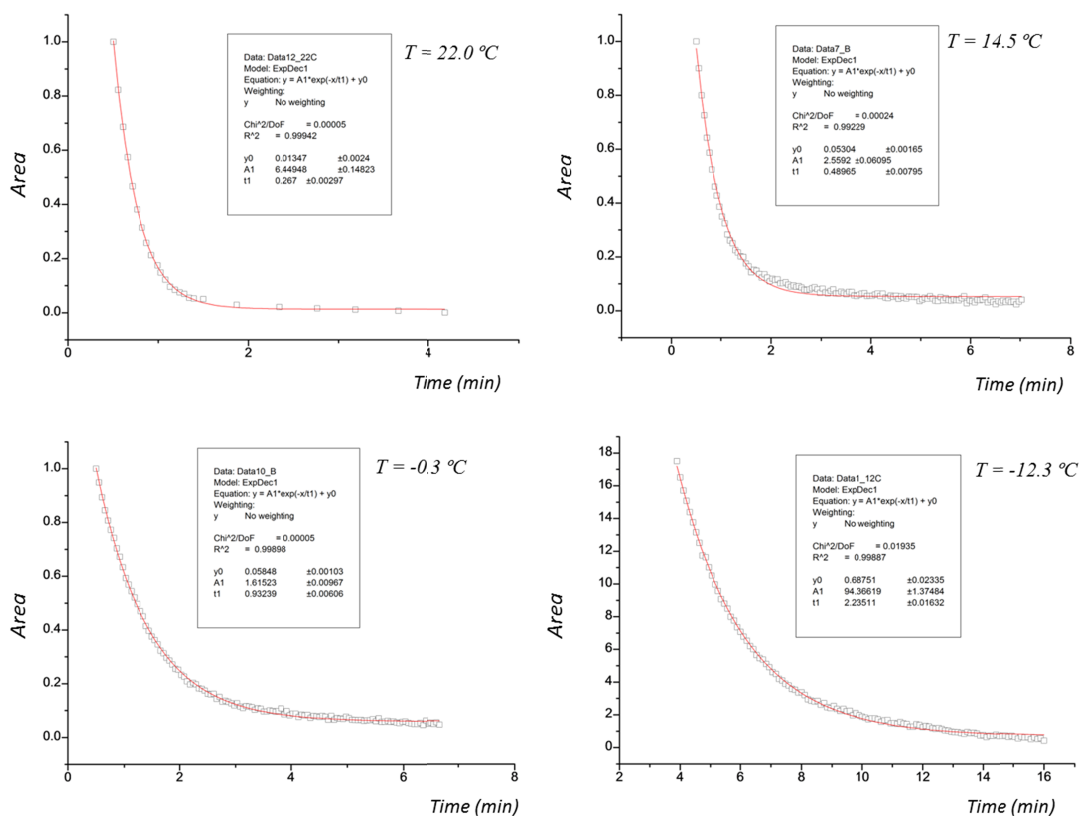 T = 22.0 ºC
Data: Data12_22C
Model: ExpDec1
Equation: y = A1*exp(-x/t1) + y0
Weighting:
y No weighting
Chi^2/DoF = 0.00005
R^2 = 0.99942
y0 0.01347 ±0.0024
A1 6.44948 ±0.14823
t1 0.267 ±0.00297
1.0
0.8
0.6
0.4
0.2
0.0
0 2 4
Area
Time (min)
T = 14.5 ºC
Data: Data7_B
Model: ExpDec1
Equation: y = A1*exp(-x/t1) + y0
Weighting:
y No weighting
Chi^2/DoF = 0.00024
R^2 = 0.99229
y0 0.05304 ±0.00165
A1 2.5592 ±0.06095
t1 0.48965 ±0.00795
1.0
0.8
0.6
0.4
0.2
0.0
0 2 4 6 8
Area
Time (min)
T = -0.3 ºC
Data: Data10_B
Model: ExpDec1
Equation: y = A1*exp(-x/t1) + y0
Weighting:
y No weighting
Chi^2/DoF = 0.00005
R^2 = 0.99898
y0 0.05848 ±0.00103
A1 1.61523 ±0.00967
t1 0.93239 ±0.00606
1.0
0.8
0.6
0.4
0.2
0.0
0 2 4 6 8
Area
Time (min)
T = -12.3 ºC
Data: Data1_12C
Model: ExpDec1
Equation: y = A1*exp(-x/t1) + y0
Weighting:
y No weighting
Chi^2/DoF = 0.01935
R^2 = 0.99887
y0 0.68751 ±0.02335
A1 94.36619 ±1.37484
t1 2.23511 ±0.01632
18
16
14
12
10
8
6
4
2
0
2 4 6 8 10 12 14 16
Area
Time (min)